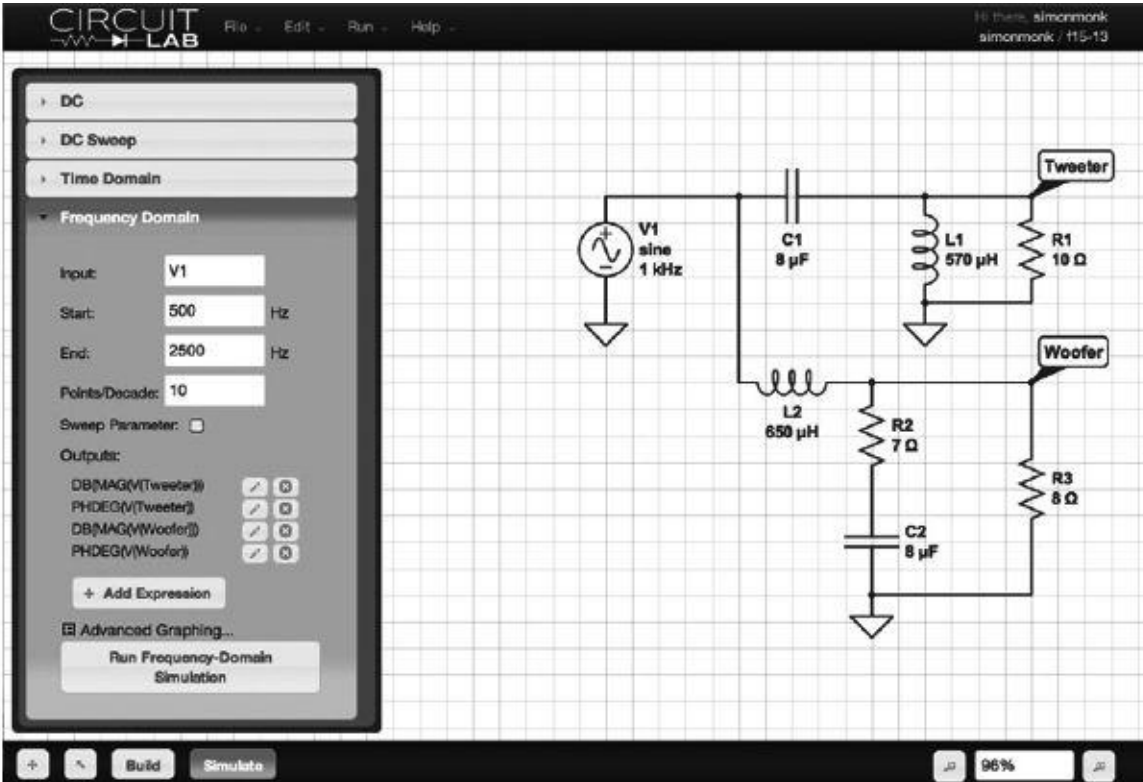 CIRCUIT
LAB
File
Edit
Run
Help
Hi there, simonmonk
simonmonk / f15-13
DC
DC Sweep
Time Domain
Frequency Domain
Input: V1
Start: 500 Hz
End: 2500 Hz
Points/Decade: 10
Sweep Parameter:
Outputs:
DB(MAG(V(Tweeter)))
PHDEG(V(Tweeter))
DB(MAG(V(Woofer)))
PHDEG(V(Woofer))
+ Add Expression
Advanced Graphing...
Run Frequency-Domain
Simulation
Tweeter
V1
sine
1 kHz
C1
8 µF
L1
570 µH
R1
10 Ω
Woofer
L2
650 µH
R2
7 Ω
R3
8 Ω
C2
8 µF
Build
Simulate
96%